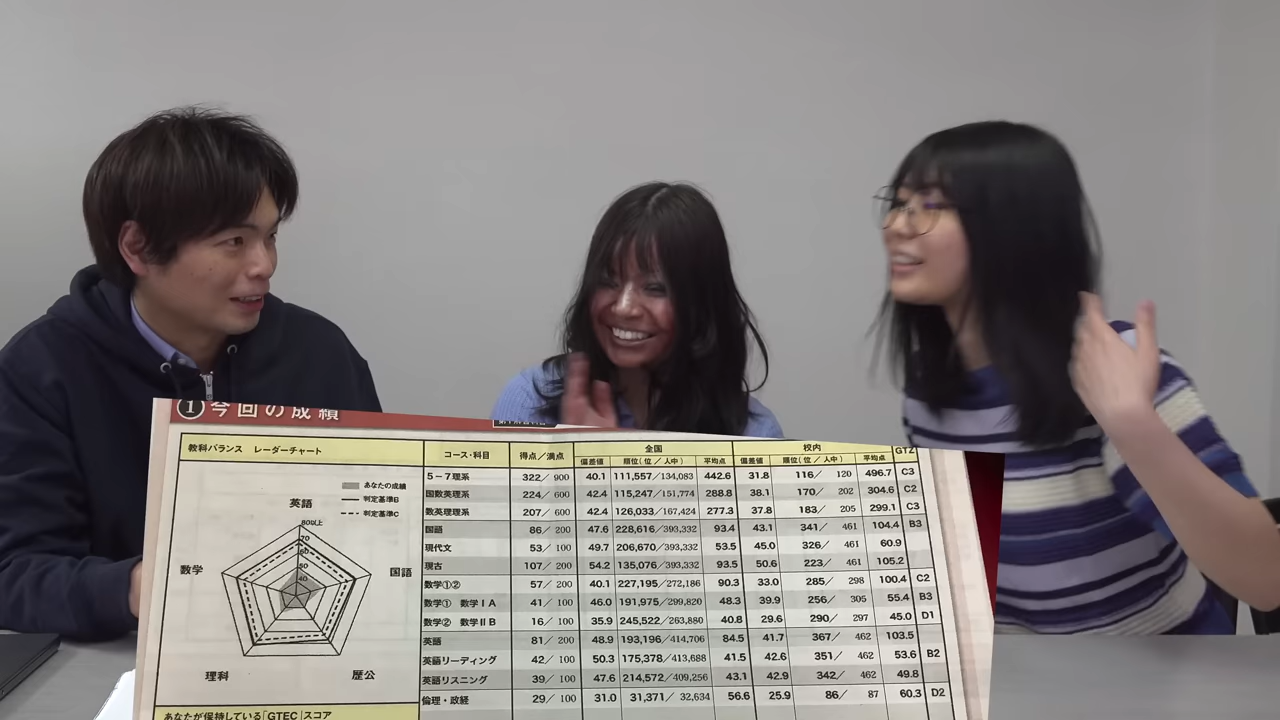 ①今回の成績
教科バランス レーダーチャート
あなたの成績
判定基準B
判定基準C
英語
80以上
70
60
50
40
数学
国語
理科
歴公
コース・科目 得点／満点 全国 校内 GTZ
偏差値 順位(位／人中) 平均点 偏差値 順位(位／人中) 平均点
5－7理系 322／900 40.1 111,557／134,083 442.6 31.8 116／120 496.7 C3
国数英理系 224／600 42.4 115,247／151,774 288.8 38.1 170／202 304.6 C2
数英理理系 207／600 42.4 126,033／167,424 277.3 37.8 183／205 299.1 C3
国語 86／200 47.6 228,616／393,332 93.4 43.1 341／461 104.4 B3
現代文 53／100 49.7 206,670／393,332 53.5 45.0 326／461 60.9
現古 107／200 54.2 135,076／393,332 93.5 50.6 223／461 105.2
数学①② 57／200 40.1 227,195／272,186 90.3 33.0 285／298 100.4 C2
数学① 数学ⅠA 41／100 46.0 191,975／299,820 48.3 39.9 256／305 55.4 B3
数学② 数学ⅡB 16／100 35.9 245,522／263,880 40.8 29.6 290／297 45.0 D1
英語 81／200 48.9 193,196／414,706 84.5 41.7 367／462 103.5
英語リーディング 42／100 50.3 175,378／413,688 41.5 42.6 351／462 53.6 B2
英語リスニング 39／100 47.6 214,572／409,256 43.1 42.9 342／462 49.8
倫理・政経 29／100 31.0 31,371／32,634 56.6 25.9 86／87 60.3 D2
あなたが保持している「GTEC」スコア